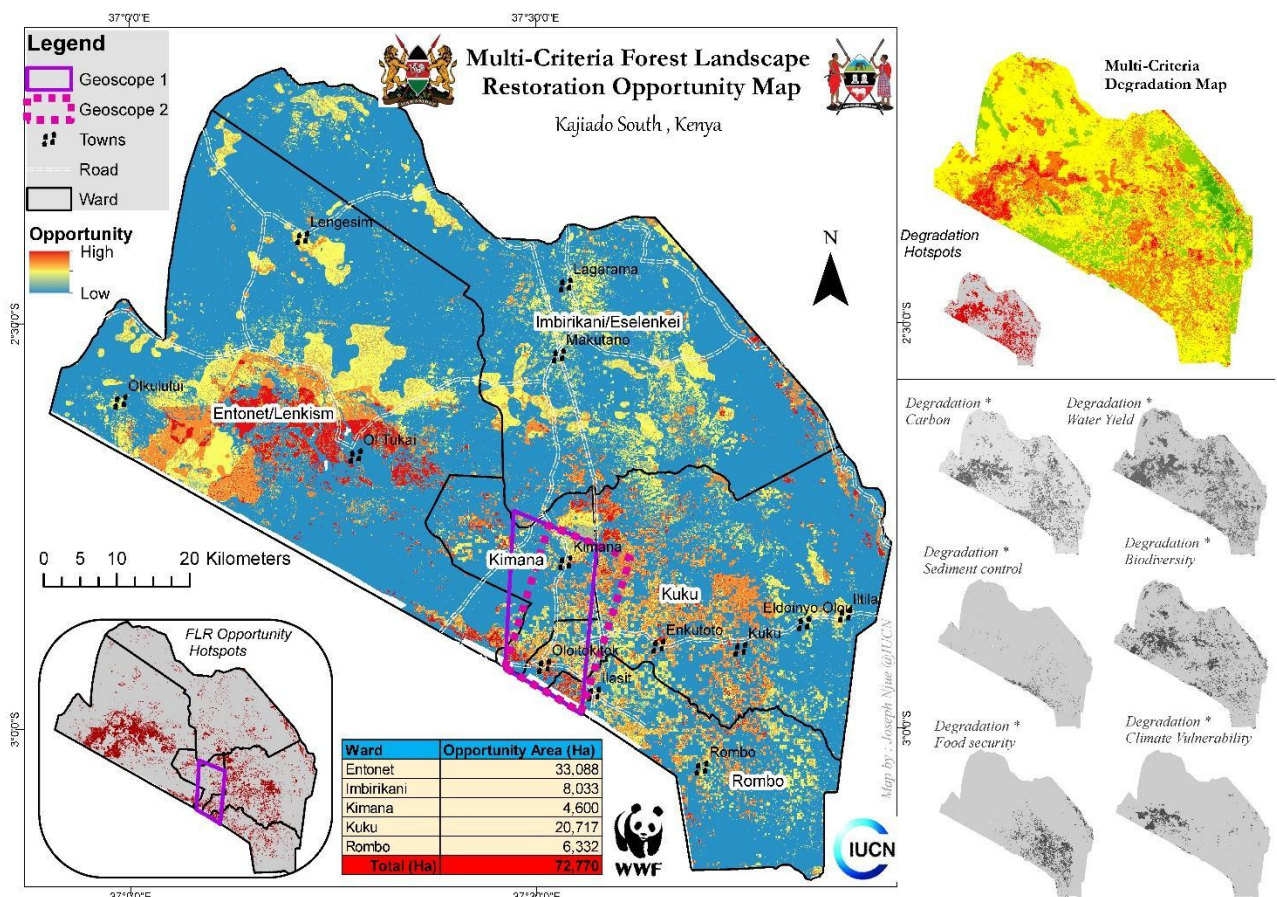 37°0'0"E
37°30'0"E
Legend
Geoscope 1
Geoscope 2
Towns
Road
Ward
Opportunity
High
Low
Multi-Criteria Forest Landscape
Restoration Opportunity Map
Kajiado South , Kenya
N
2°30'0"S
3°0'0"S
Lengesim
Lagarama
Imbirikani/Eselenkei
Makutano
Olkulului
Entonet/Lenkism
Ol Tukai
Kimana
Kimana
Kuku
Eldoinyo Olou
Iltilal
Enkutoto
Kuku
Oloitokitok
Ilasit
Rombo
Rombo
0 5 10 20 Kilometers
FLR Opportunity
Hotspots
Ward Opportunity Area (Ha)
Entonet 33,088
Imbirikani 8,033
Kimana 4,600
Kuku 20,717
Rombo 6,332
Total (Ha) 72,770
WWF
IUCN
Map by : Joseph Njue @IUCN
2°30'0"S
3°0'0"S
37°0'0"E
37°30'0"E
Multi-Criteria
Degradation Map
Degradation
Hotspots
Degradation *
Carbon
Degradation *
Water Yield
Degradation *
Sediment control
Degradation *
Biodiversity
Degradation *
Food security
Degradation *
Climate Vulnerability